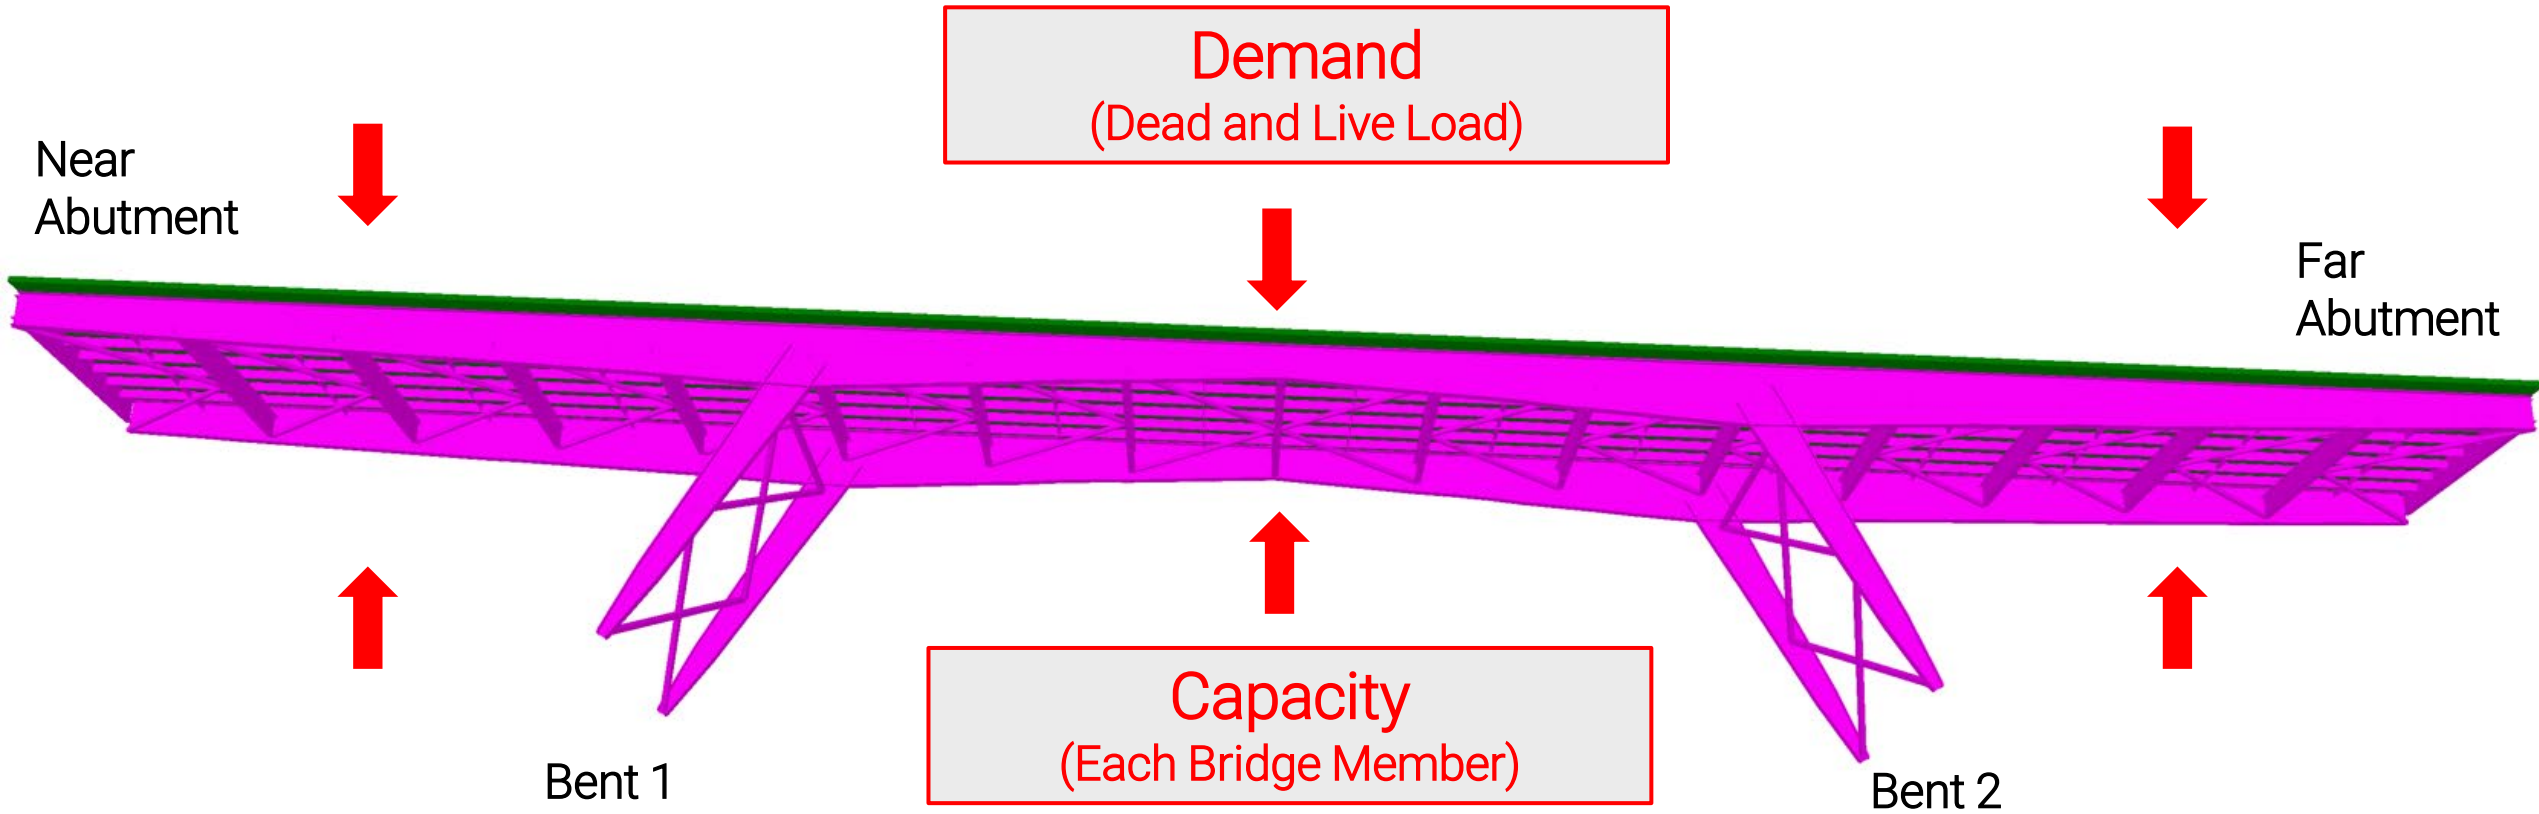 Demand
(Dead and Live Load)
Near
Abutment
Far
Abutment
Capacity
(Each Bridge Member)
Bent 1
Bent 2